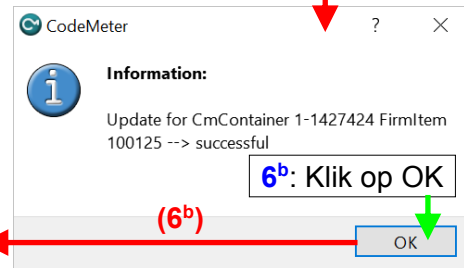 CodeMeter ?
Information:
Update for CmContainer 1-1427424 FirmItem
100125 --> successful
6ᵇ: Klik op OK
(6ᵇ)
OK